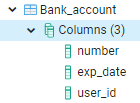 Bank_account
Columns (3)
number
exp_date
user_id